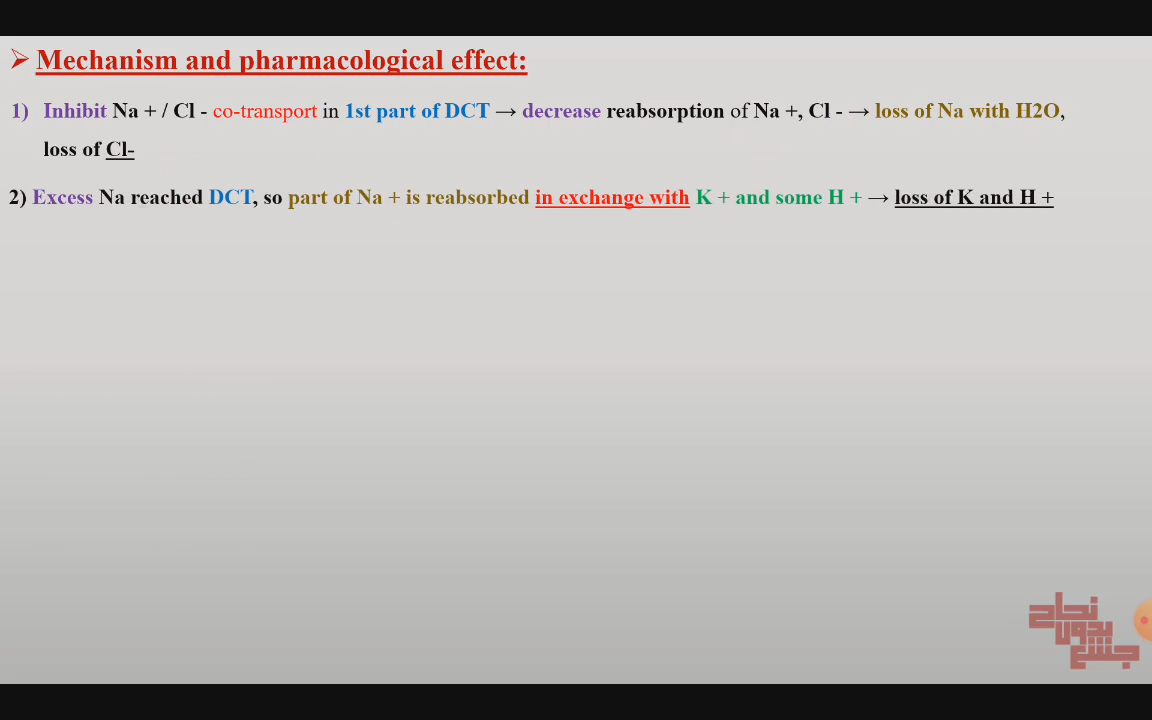 ➢ Mechanism and pharmacological effect:
1) Inhibit Na + / Cl - co-transport in 1st part of DCT → decrease reabsorption of Na +, Cl - → loss of Na with H2O,
loss of Cl-
2) Excess Na reached DCT, so part of Na + is reabsorbed in exchange with K + and some H + → loss of K and H +
نجاح
بدون